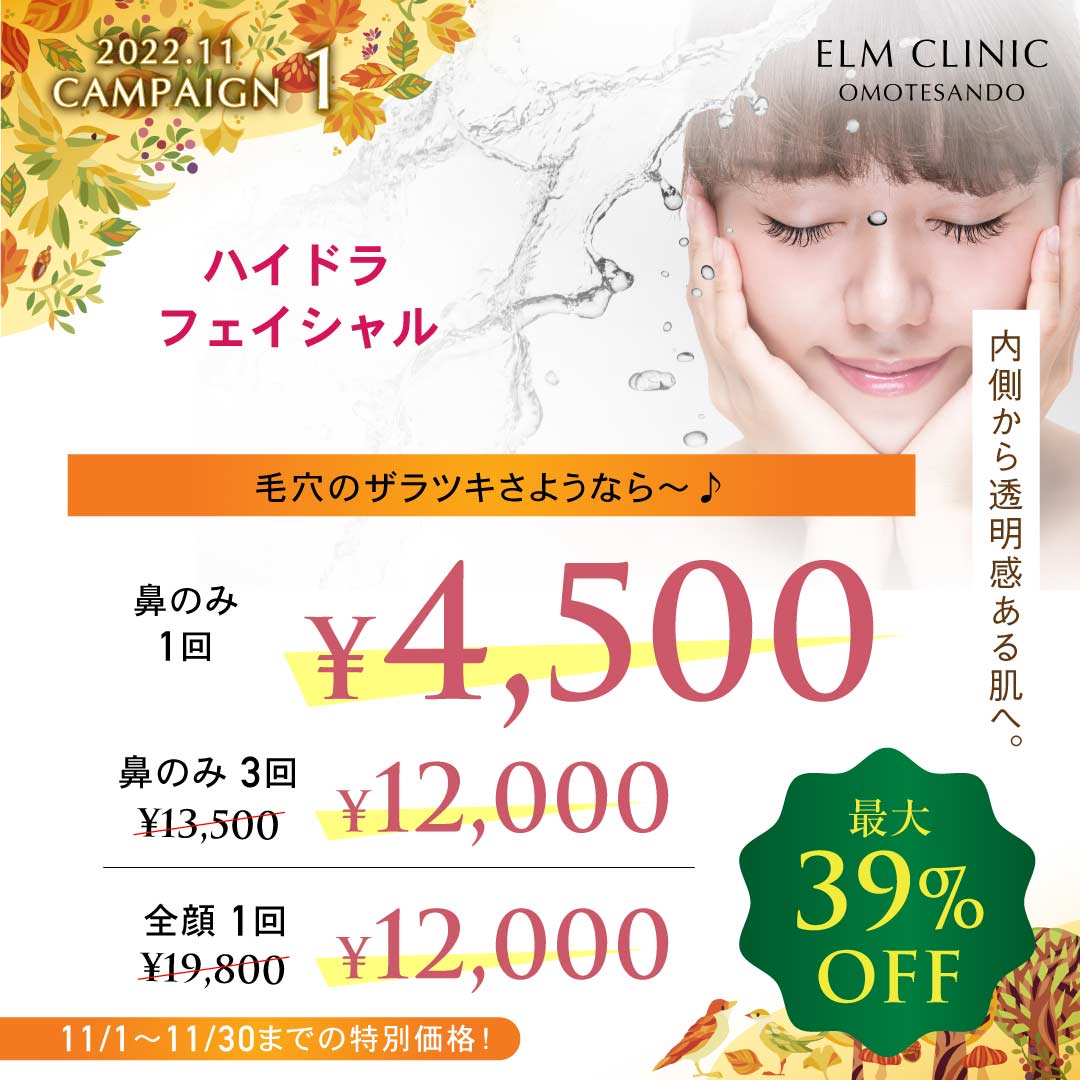 2022.11
CAMPAIGN 1
ELM CLINIC
OMOTESANDO
ハイドラ
フェイシャル
内側から透明感ある肌へ。
毛穴のザラツキさようなら〜♪
鼻のみ
1回
¥4,500
鼻のみ 3回
¥13,500
¥12,000
全顔 1回
¥19,800
¥12,000
最大
39%
OFF
11/1〜11/30までの特別価格!